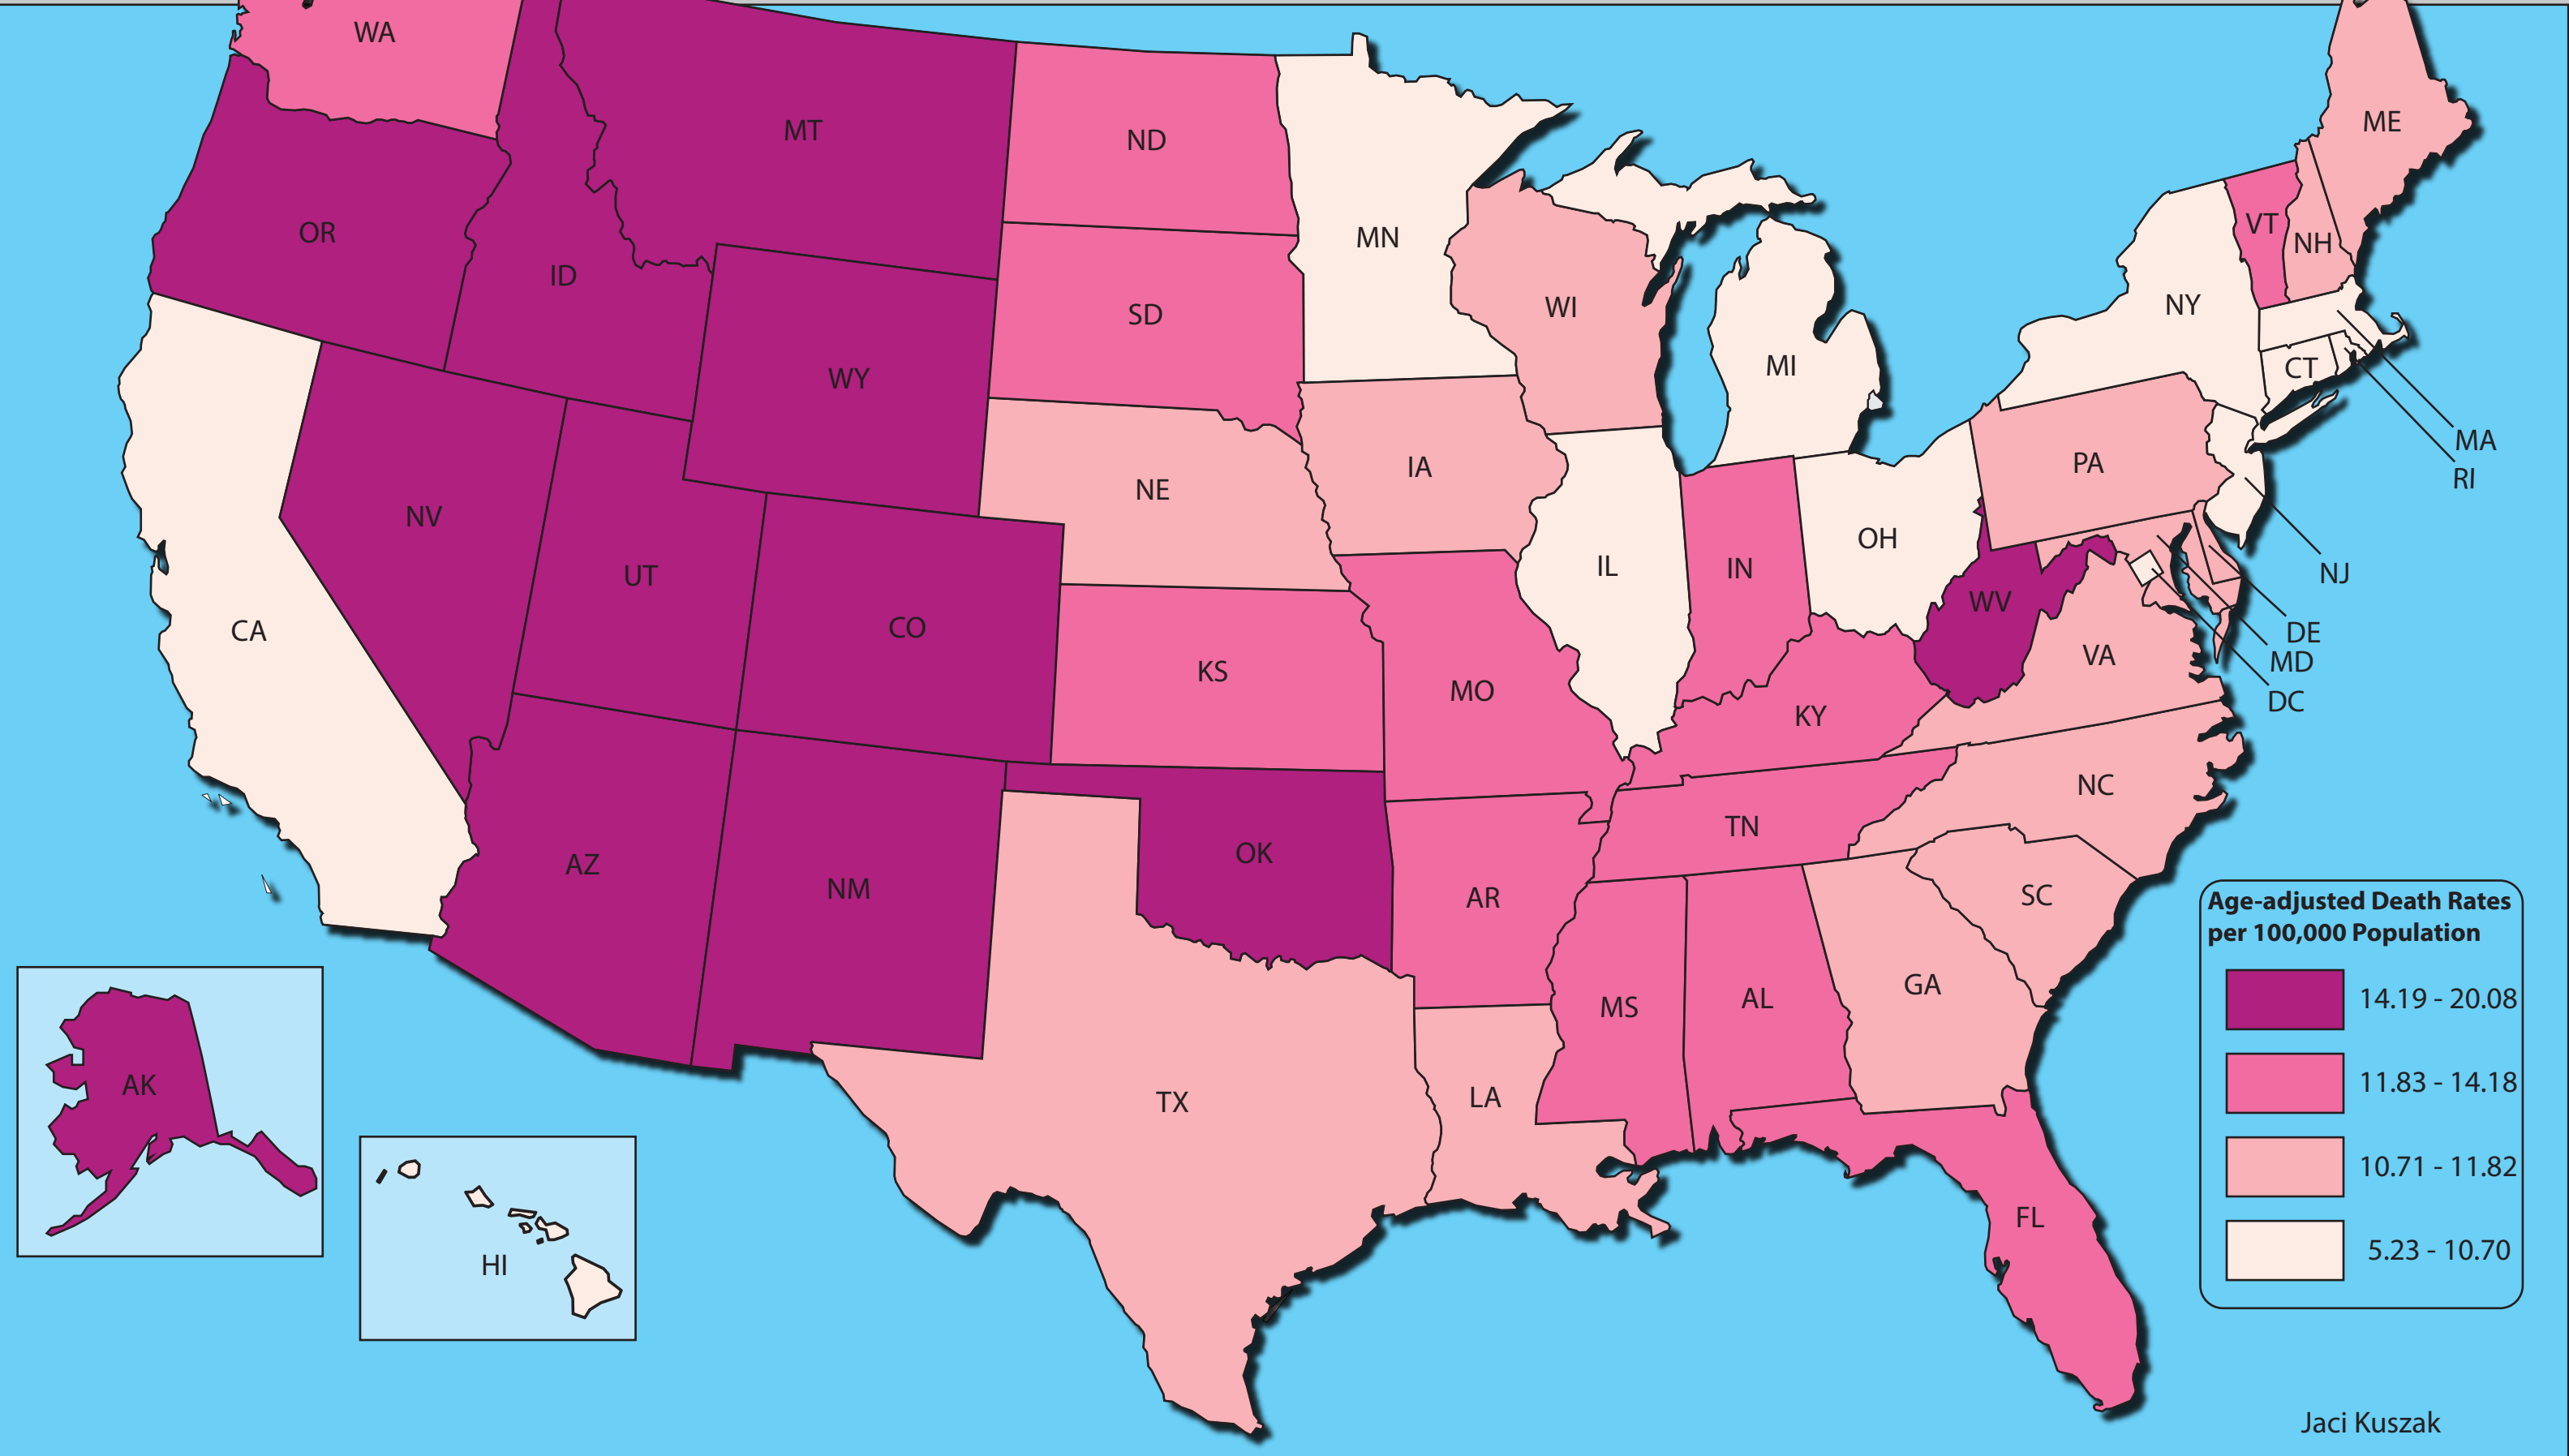 WA
MT
ND
ME
OR
ID
MN
VT
NH
SD
WI
NY
WY
MI
CT
MA
RI
NE
IA
PA
NV
UT
CO
IL
IN
OH
NJ
WV
DE
MD
DC
CA
KS
MO
KY
VA
NC
AZ
NM
OK
TN
AR
SC
MS
AL
GA
AK
TX
LA
FL
HI
Age-adjusted Death Rates
per 100,000 Population
14.19 - 20.08
11.83 - 14.18
10.71 - 11.82
5.23 - 10.70
Jaci Kuszak